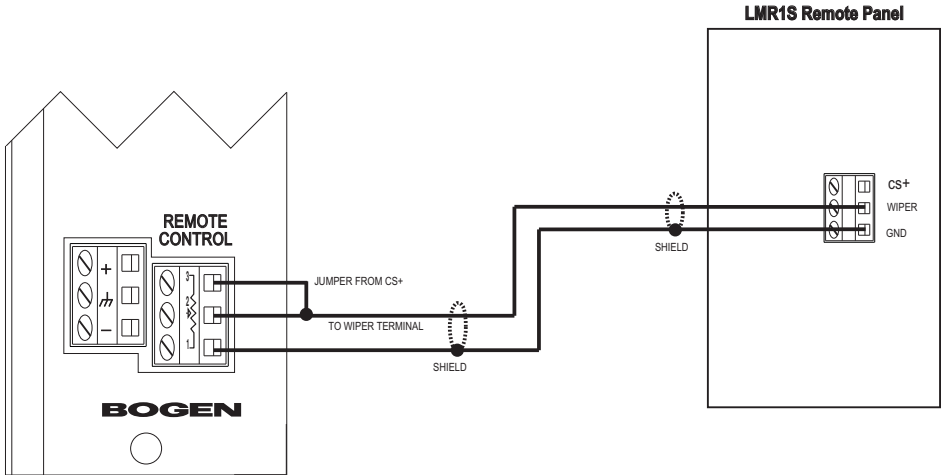 LMR1S Remote Panel
CS+
WIPER
GND
SHIELD
REMOTE
CONTROL
+
–
3
2
1
JUMPER FROM CS+
TO WIPER TERMINAL
SHIELD
BOGEN